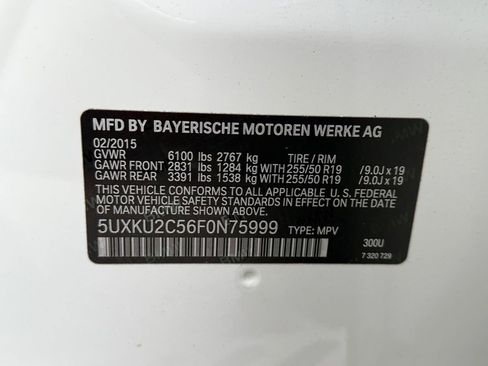 MFD BY BAYERISCHE MOTOREN WERKE AG
02/2015
GVWR 6100 lbs 2767 kg TIRE / RIM
GAWR FRONT 2831 lbs 1284 kg 255/50 R19 / 9.0J x 19
GAWR REAR 3391 lbs 1538 kg 255/50 R19 / 9.0J x 19
THIS VEHICLE CONFORMS TO ALL APPLICABLE U. S. FEDERAL
MOTOR VEHICLE SAFETY STANDARDS IN EFFECT ON THE
DATE OF MANUFACTURE SHOWN ABOVE.
5UXKU2C56F0N75999 TYPE: MPV
300U
7 320 729